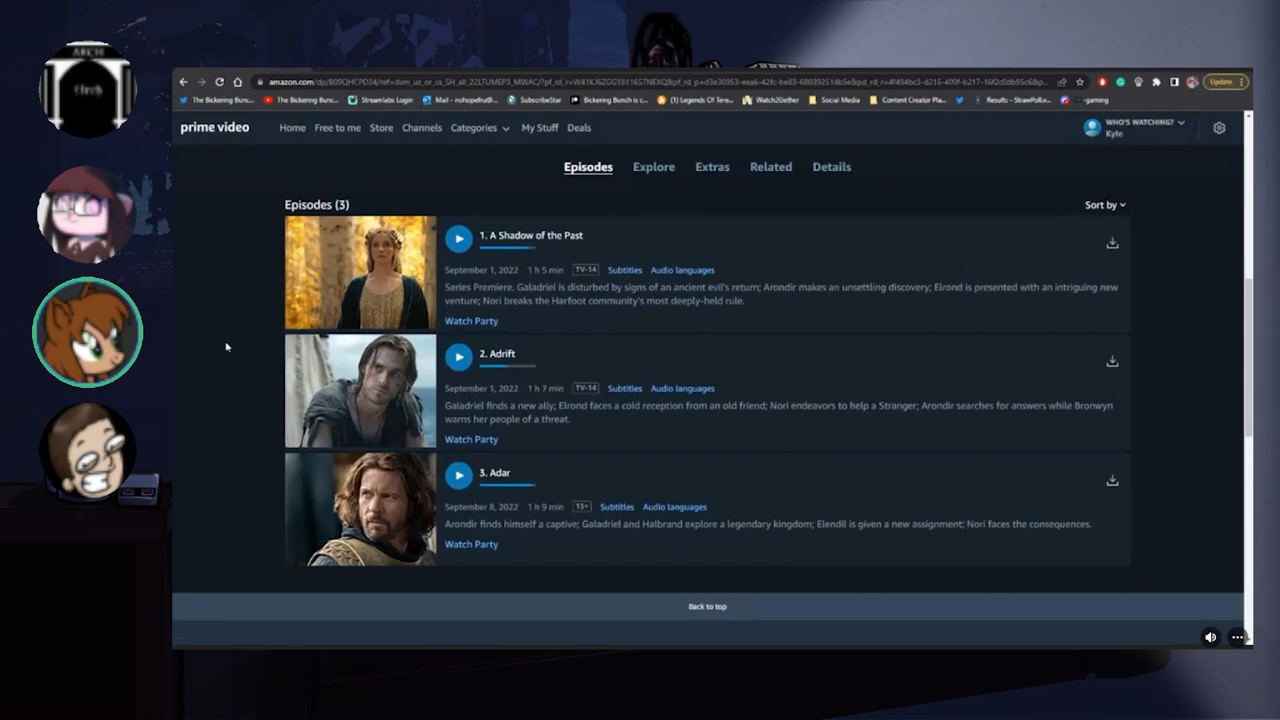 ARCH
amazon.com
The Bickering Bunc...
The Bickering Bunc...
Streamlabs Login
Mail - nohopefru@...
SubscribeStar
Bickering Bunch is c...
(1) Legends Of Tere...
Watch2Gether
Social Media
Content Creator Pla...
Results - StrawPoll.v...
-gaming
Update
prime video
Home Free to me Store Channels Categories My Stuff Deals
WHO'S WATCHING?
Kyle
Episodes Explore Extras Related Details
Episodes (3)
Sort by
1. A Shadow of the Past
September 1, 2022 1 h 5 min TV-14 Subtitles Audio languages
Series Premiere. Galadriel is disturbed by signs of an ancient evil's return; Arondir makes an unsettling discovery; Elrond is presented with an intriguing new
venture; Nori breaks the Harfoot community's most deeply-held rule.
Watch Party
2. Adrift
September 1, 2022 1 h 7 min TV-14 Subtitles Audio languages
Galadriel finds a new ally; Elrond faces a cold reception from an old friend; Nori endeavors to help a Stranger; Arondir searches for answers while Bronwyn
warns her people of a threat.
Watch Party
3. Adar
September 8, 2022 1 h 9 min 13+ Subtitles Audio languages
Arondir finds himself a captive; Galadriel and Halbrand explore a legendary kingdom; Elendil is given a new assignment; Nori faces the consequences.
Watch Party
Back to top